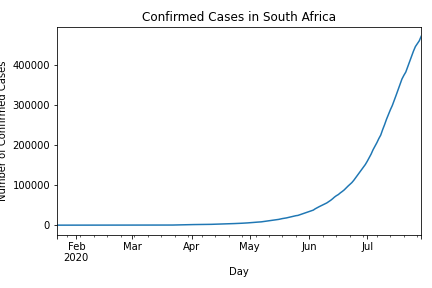 Confirmed Cases in South Africa
400000
300000
200000
100000
0
Number of Confirmed Cases
Feb Mar Apr May Jun Jul
2020
Day